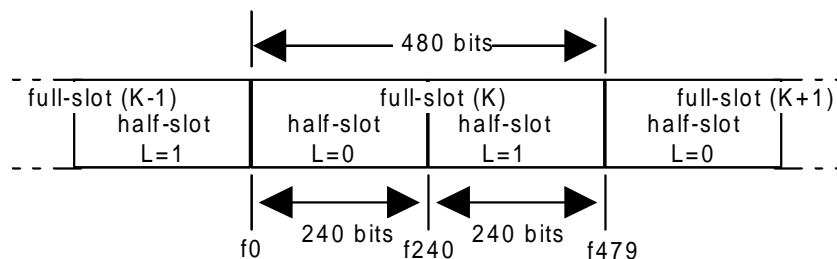 480 bits
full-slot (K-1) full-slot (K) full-slot (K+1)
half-slot half-slot half-slot half-slot
L=1 L=0 L=1 L=0
240 bits 240 bits
f0 f240 f479